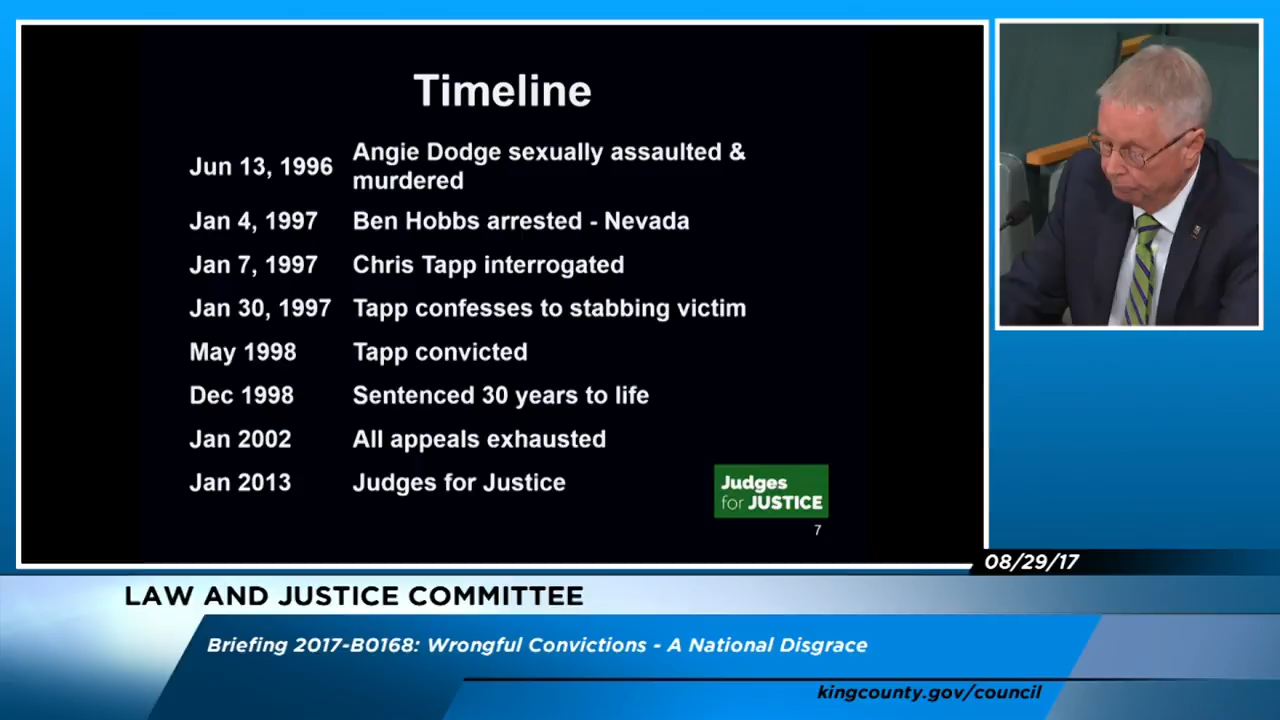 Timeline
Jun 13, 1996 Angie Dodge sexually assaulted &
murdered
Jan 4, 1997 Ben Hobbs arrested - Nevada
Jan 7, 1997 Chris Tapp interrogated
Jan 30, 1997 Tapp confesses to stabbing victim
May 1998 Tapp convicted
Dec 1998 Sentenced 30 years to life
Jan 2002 All appeals exhausted
Jan 2013 Judges for Justice
Judges
for JUSTICE
7
08/29/17
LAW AND JUSTICE COMMITTEE
Briefing 2017-B0168: Wrongful Convictions - A National Disgrace
kingcounty.gov/council